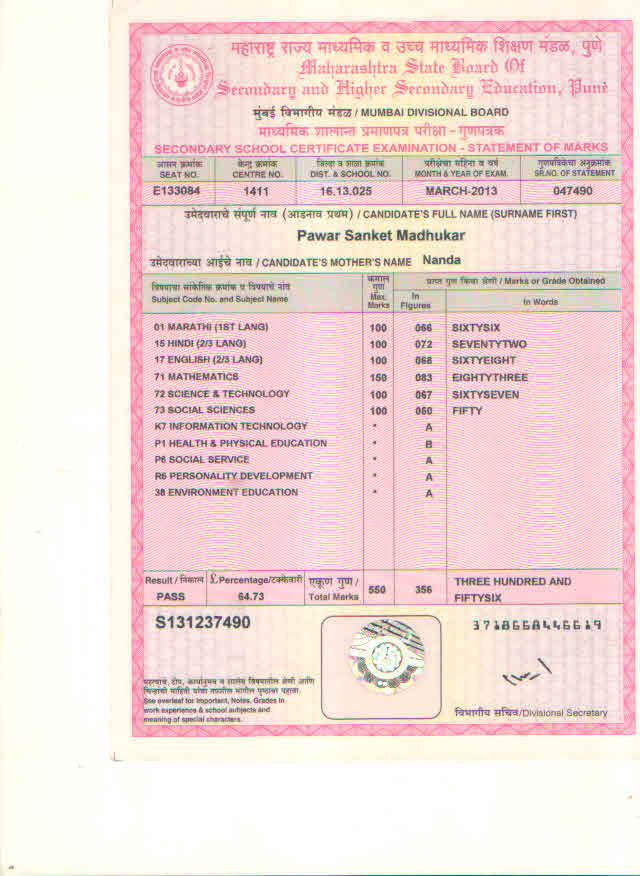 महाराष्ट्र राज्य माध्यमिक व उच्च माध्यमिक शिक्षण मंडळ, पुणे
Maharashtra State Board Of
Secondary and Higher Secondary Education, Pune
मुंबई विभागीय मंडळ / MUMBAI DIVISIONAL BOARD
माध्यमिक शालान्त प्रमाणपत्र परीक्षा - गुणपत्रक
SECONDARY SCHOOL CERTIFICATE EXAMINATION - STATEMENT OF MARKS
आसन क्रमांक केन्द्र क्रमांक जिल्हा व शाळा क्रमांक परीक्षेचा महिना व वर्ष गुणपत्रिकेचा अनुक्रमांक
SEAT NO. CENTRE NO. DIST. & SCHOOL NO. MONTH & YEAR OF EXAM. SR.NO. OF STATEMENT
E133084 1411 16.13.025 MARCH-2013 047490
उमेदवाराचे संपूर्ण नाव (आडनाव प्रथम) / CANDIDATE'S FULL NAME (SURNAME FIRST)
Pawar Sanket Madhukar
उमेदवाराच्या आईचे नाव / CANDIDATE'S MOTHER'S NAME Nanda
विषयाचा सांकेतिक क्रमांक व विषयाचे नांव कमाल गुण प्राप्त गुण किंवा श्रेणी / Marks or Grade Obtained
Subject Code No. and Subject Name Max. Marks In Figures In Words
01 MARATHI (1ST LANG) 100 066 SIXTYSIX
15 HINDI (2/3 LANG) 100 072 SEVENTYTWO
17 ENGLISH (2/3 LANG) 100 068 SIXTYEIGHT
71 MATHEMATICS 150 083 EIGHTYTHREE
72 SCIENCE & TECHNOLOGY 100 067 SIXTYSEVEN
73 SOCIAL SCIENCES 100 050 FIFTY
K7 INFORMATION TECHNOLOGY * A
P1 HEALTH & PHYSICAL EDUCATION * B
P6 SOCIAL SERVICE * A
R6 PERSONALITY DEVELOPMENT * A
38 ENVIRONMENT EDUCATION * A
Result / निकाल £.Percentage/टक्केवारी एकूण गुण / 550 356 THREE HUNDRED AND
PASS 64.73 Total Marks FIFTYSIX
S131237490
3718668446619
महत्वाचे, टीप, कार्यानुभव व शालेय विषयातील श्रेणी आणि
चिन्हांची माहिती यांचा तपशील मागील पृष्ठावर पहावा.
See overleaf for Important, Notes, Grades in
work experience & school subjects and
meaning of special characters.
विभागीय सचिव/Divisional Secretary